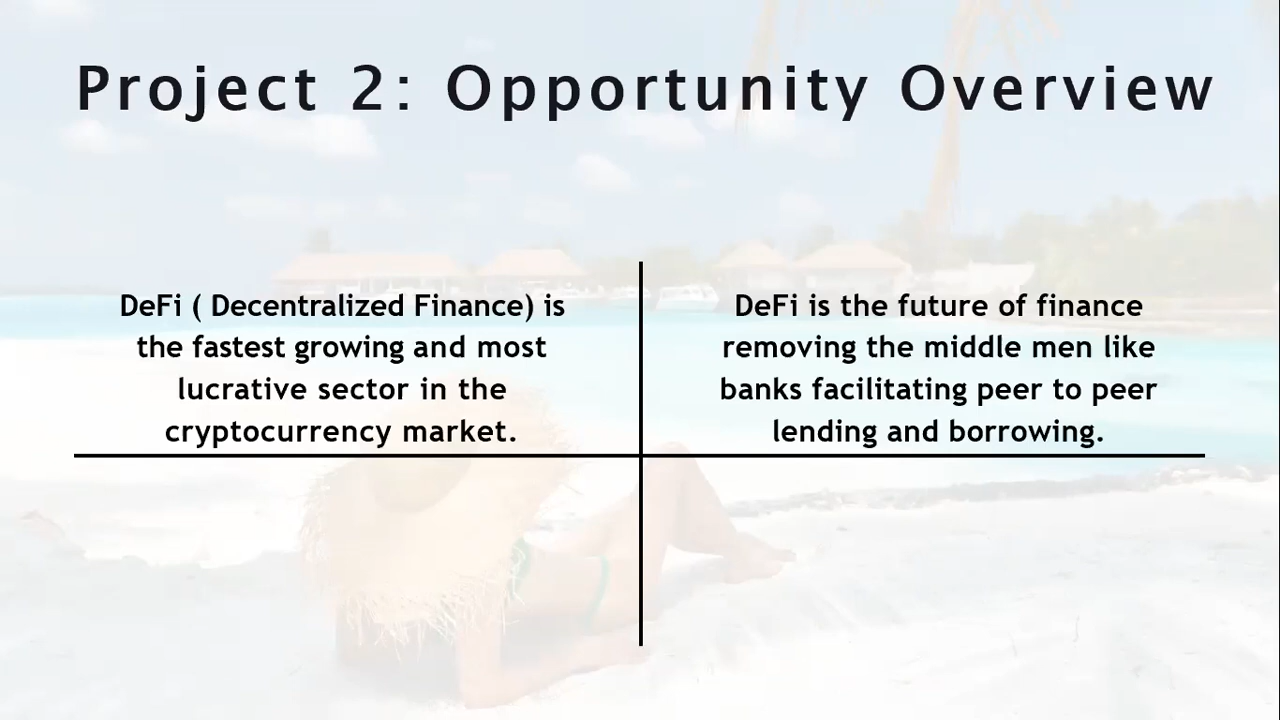 Project 2: Opportunity Overview
DeFi ( Decentralized Finance) is
the fastest growing and most
lucrative sector in the
cryptocurrency market.
DeFi is the future of finance
removing the middle men like
banks facilitating peer to peer
lending and borrowing.